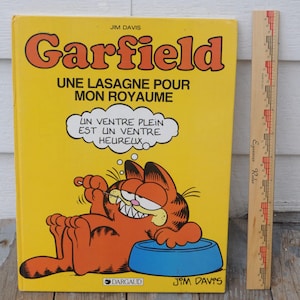 JIM DAVIS
Garfield
UNE LASAGNE POUR
MON ROYAUME
UN VENTRE PLEIN
EST UN VENTRE
HEUREUX
DARGAUD
JIM DAVIS